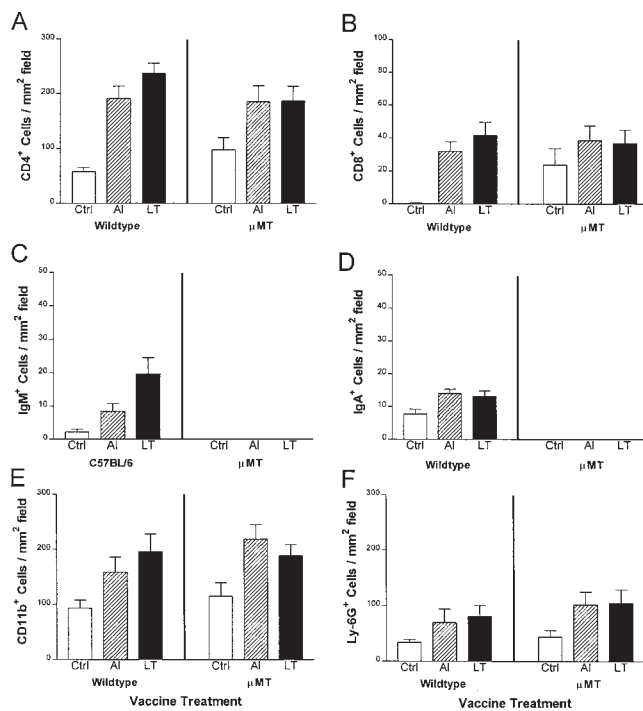 A
CD4+ Cells / mm2 field
300
200
100
0
Ctrl Al LT Ctrl Al LT
Wildtype μMT
B
CD8+ Cells / mm2 field
100
80
60
40
20
0
Ctrl Al LT Ctrl Al LT
Wildtype μMT
C
IgM+ Cells / mm2 field
50
40
30
20
10
0
Ctrl Al LT Ctrl Al LT
C57BL/6 μMT
D
IgA+ Cells / mm2 field
50
40
30
20
10
0
Ctrl Al LT Ctrl Al LT
Wildtype μMT
E
CD11b+ Cells / mm2 field
300
200
100
0
Ctrl Al LT Ctrl Al LT
Wildtype μMT
Vaccine Treatment
F
Ly-6G+ Cells / mm2 field
300
200
100
0
Ctrl Al LT Ctrl Al LT
Wildtype μMT
Vaccine Treatment